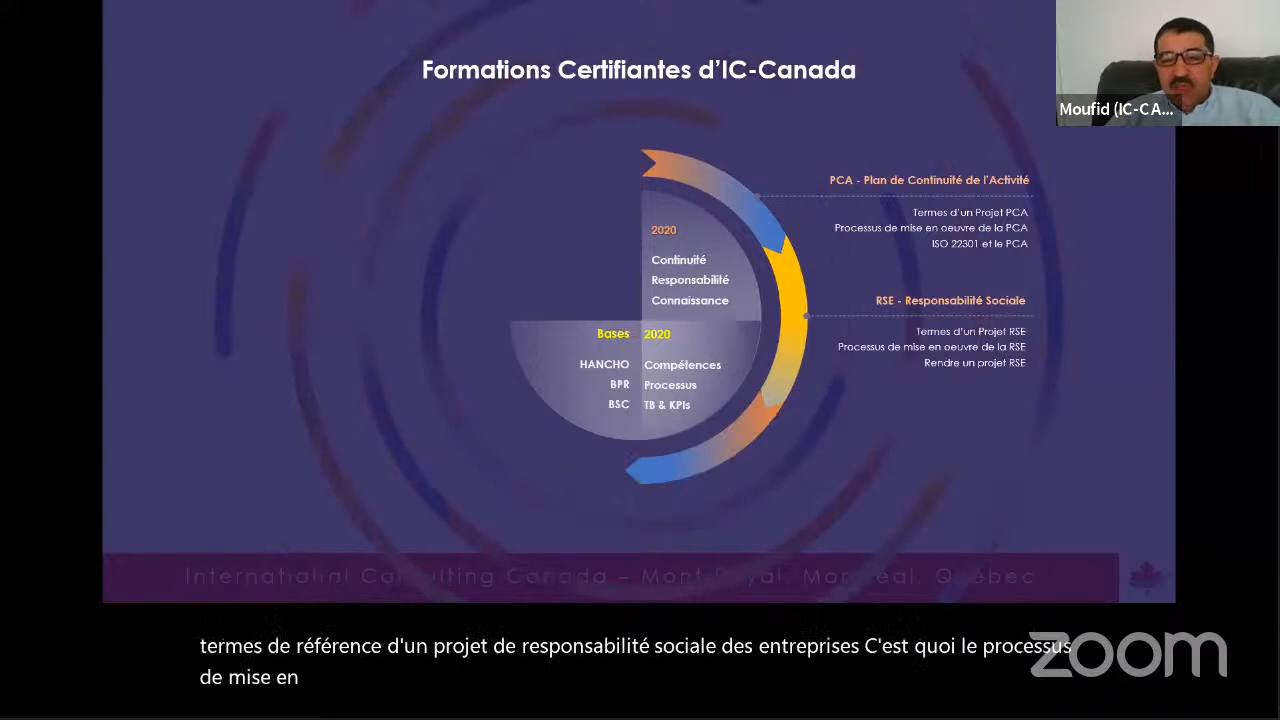 Formations Certifiantes d'IC-Canada
Moufid (IC-CA...
PCA - Plan de Continuité de l'Activité
Termes d'un Projet PCA
Processus de mise en oeuvre de la PCA
ISO 22301 et le PCA
2020
Continuité
Responsabilité
Connaissance
RSE - Responsabilité Sociale
Termes d'un Projet RSE
Processus de mise en oeuvre de la RSE
Rendre un projet RSE
Bases 2020
HANCHO Compétences
BPR Processus
BSC TB & KPIs
International Consulting Canada – Mont Royal, Montréal, Québec
termes de référence d'un projet de responsabilité sociale des entreprises C'est quoi le processus
de mise en
zoom